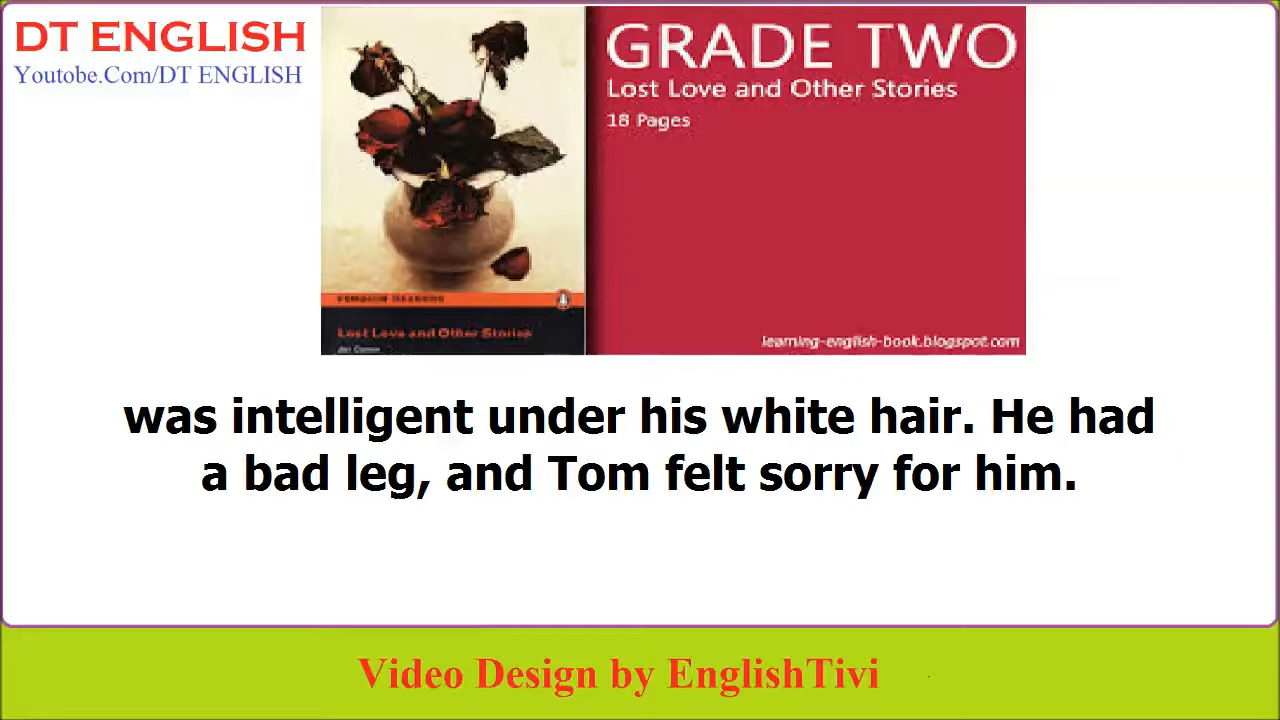 DT ENGLISH
Youtobe.Com/DT ENGLISH
GRADE TWO
Lost Love and Other Stories
18 Pages
PENGUIN READERS
Lost Love and Other Stories
learning-english-book.blogspot.com
was intelligent under his white hair. He had
a bad leg, and Tom felt sorry for him.
Video Design by EnglishTivi